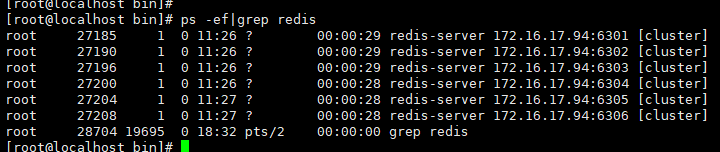 [root@localhost bin]#
[root@localhost bin]# ps -ef|grep redis
root     27185     1  0 11:26 ?        00:00:29 redis-server 172.16.17.94:6301 [cluster]
root     27190     1  0 11:26 ?        00:00:29 redis-server 172.16.17.94:6302 [cluster]
root     27196     1  0 11:26 ?        00:00:29 redis-server 172.16.17.94:6303 [cluster]
root     27200     1  0 11:26 ?        00:00:28 redis-server 172.16.17.94:6304 [cluster]
root     27204     1  0 11:27 ?        00:00:28 redis-server 172.16.17.94:6305 [cluster]
root     27208     1  0 11:27 ?        00:00:28 redis-server 172.16.17.94:6306 [cluster]
root     28704 19695  0 18:32 pts/2    00:00:00 grep redis
[root@localhost bin]#